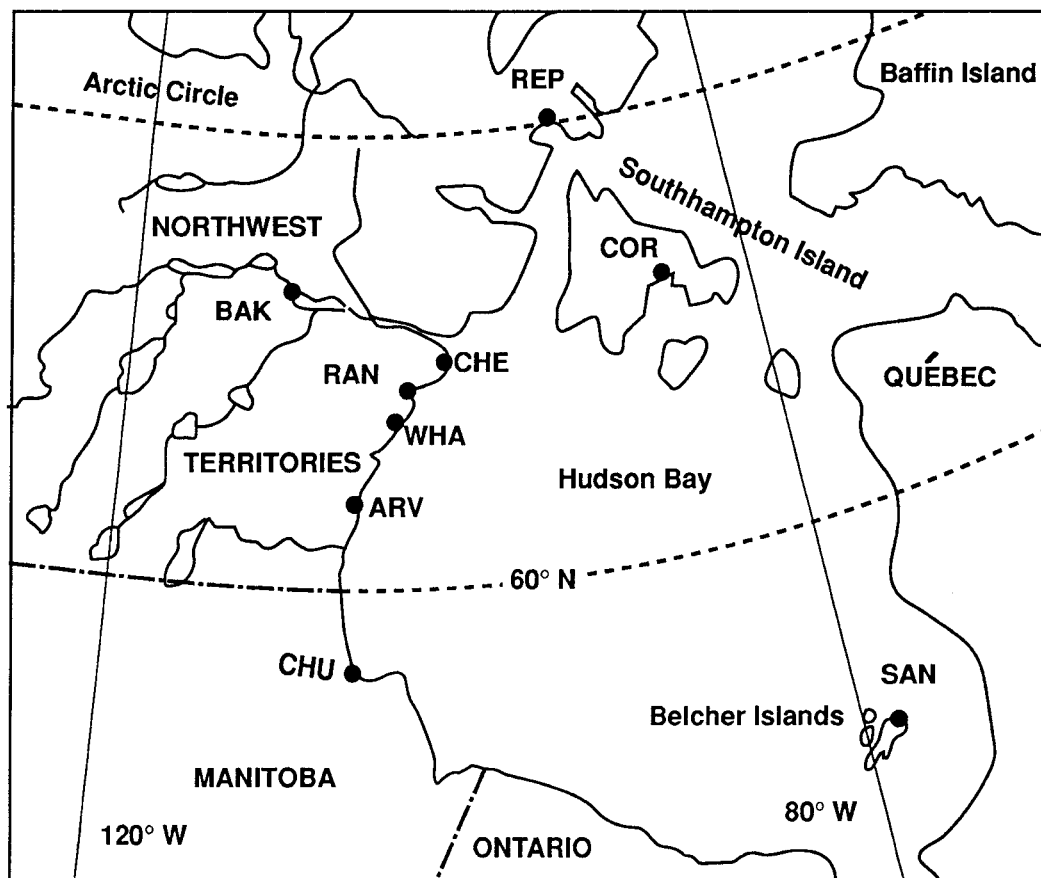 REP
Baffin Island
Arctic Circle
Southhampton Island
NORTHWEST
COR
BAK
CHE
RAN
QUÉBEC
WHA
TERRITORIES
Hudson Bay
ARV
60° N
CHU
SAN
Belcher Islands
MANITOBA
80° W
120° W
ONTARIO